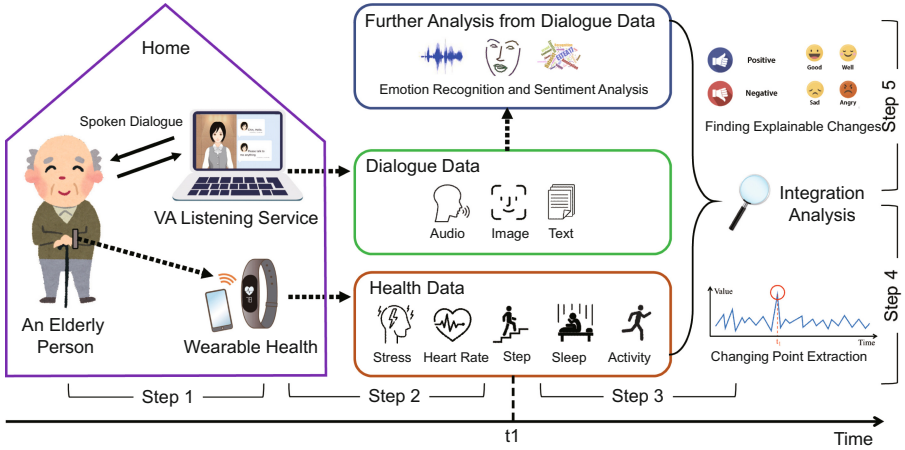 Home
Spoken Dialogue
VA Listening Service
An Elderly
Person
Wearable Health
Further Analysis from Dialogue Data
Emotion Recognition and Sentiment Analysis
Dialogue Data
Audio
Image
Text
Health Data
Stress
Heart Rate
Step
Sleep
Activity
Positive
Good
Well
Negative
Sad
Angry
Finding Explainable Changes
Integration
Analysis
Value
t1
Time
Changing Point Extraction
Step 5
Step 4
Step 1
Step 2
Step 3
t1
Time